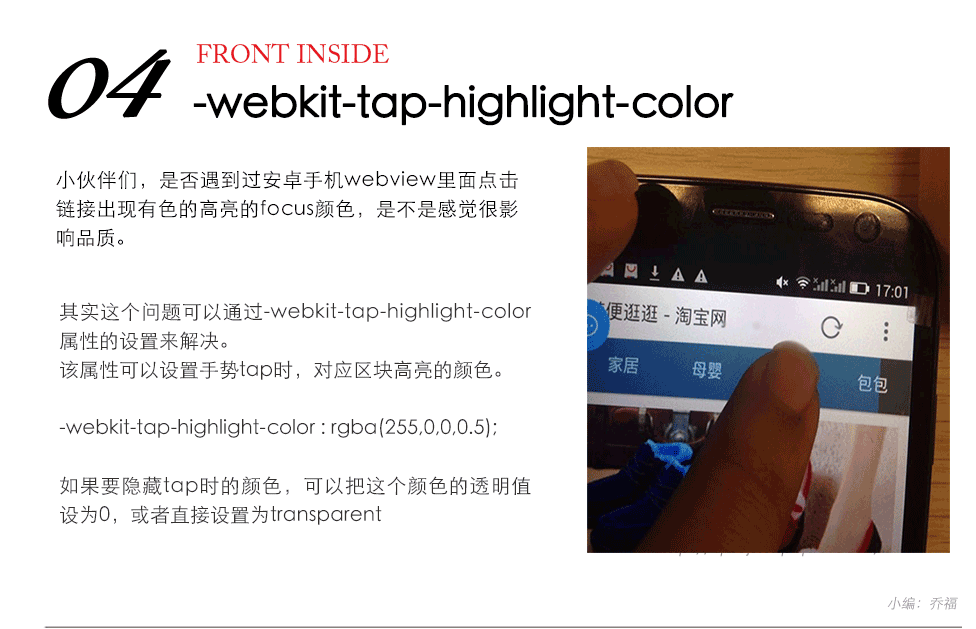 04
FRONT INSIDE
-webkit-tap-highlight-color
小伙伴们，是否遇到过安卓手机webview里面点击
链接出现有色的高亮的focus颜色，是不是感觉很影
响品质。
其实这个问题可以通过-webkit-tap-highlight-color
属性的设置来解决。
该属性可以设置手势tap时，对应区块高亮的颜色。
-webkit-tap-highlight-color : rgba(255,0,0,0.5);
如果要隐藏tap时的颜色，可以把这个颜色的透明值
设为0，或者直接设置为transparent
17:01
便逛逛 - 淘宝网
家居
母婴
包包
小编：乔福